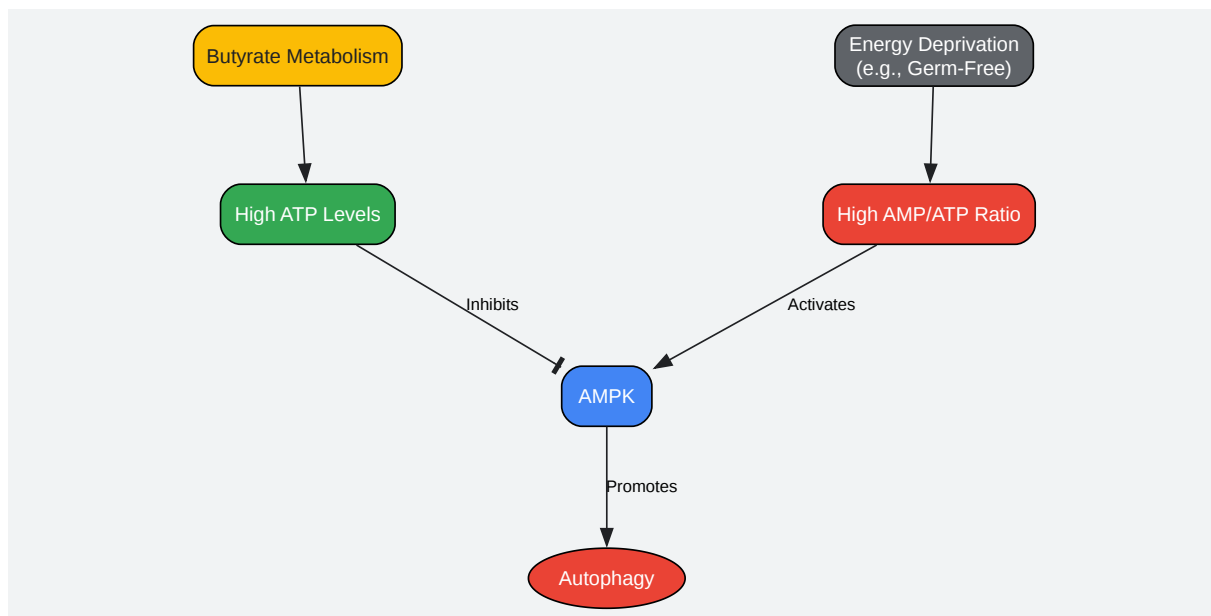 Butyrate Metabolism
Energy Deprivation
(e.g., Germ-Free)
High ATP Levels
High AMP/ATP Ratio
Inhibits
Activates
AMPK
Promotes
Autophagy